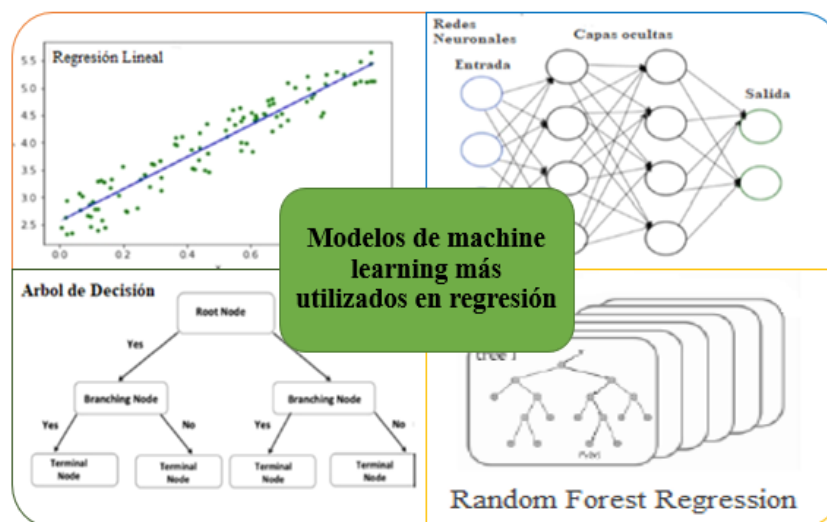 Regresión Lineal
5.5
5.0
4.5
4.0
3.5
3.0
2.5
0.0
0.2
0.4
0.6
Redes
Neuronales
Capas ocultas
Entrada
Salida
Modelos de machine
learning más
utilizados en regresión
Arbol de Decisión
Root Node
Yes
Branching Node
Branching Node
Yes
No
Yes
No
Terminal
Node
Terminal
Node
Terminal
Node
Terminal
Node
Random Forest Regression